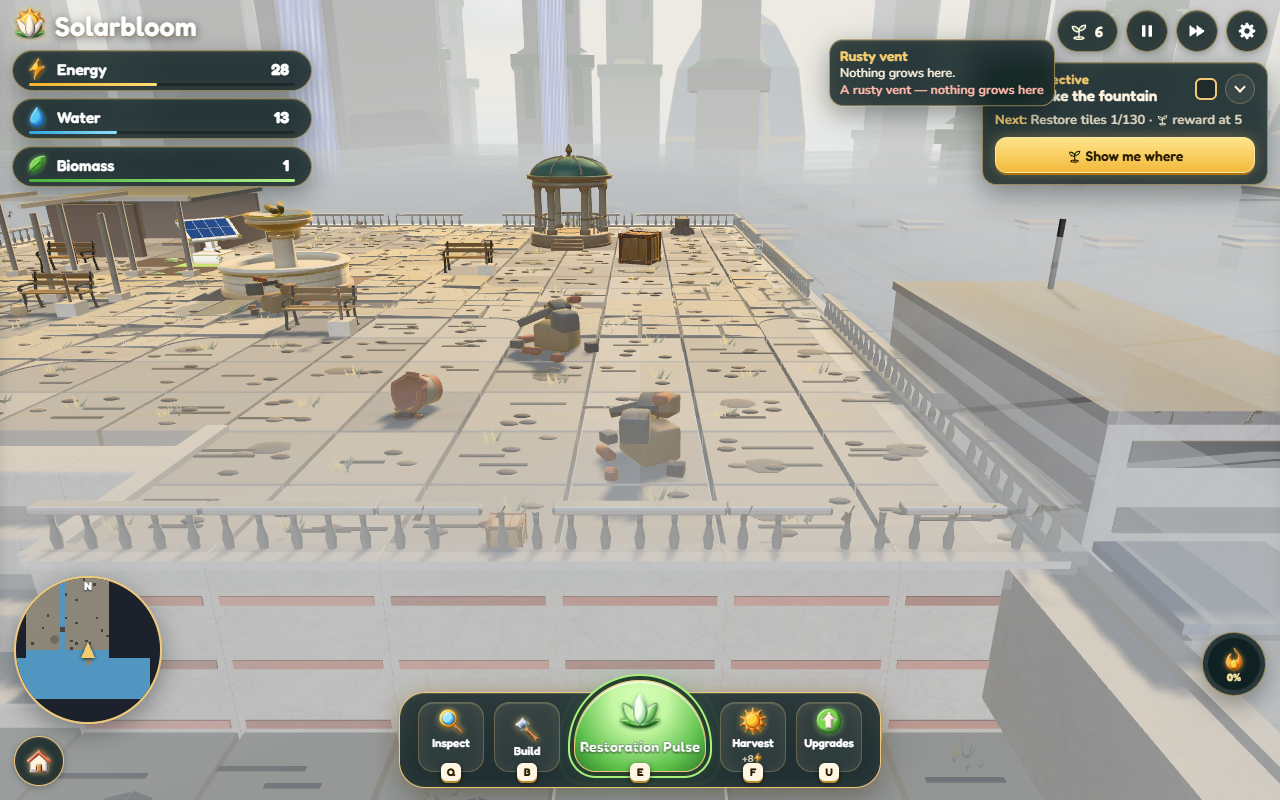 Solarbloom
Energy 28
Water 13
Biomass 1
6
Rusty vent
Nothing grows here.
A rusty vent — nothing grows here
ective
ke the fountain
Next: Restore tiles 1/130 · reward at 5
Show me where
N
0%
Inspect
Q
Build
B
Restoration Pulse
E
Harvest
+8
F
Upgrades
U